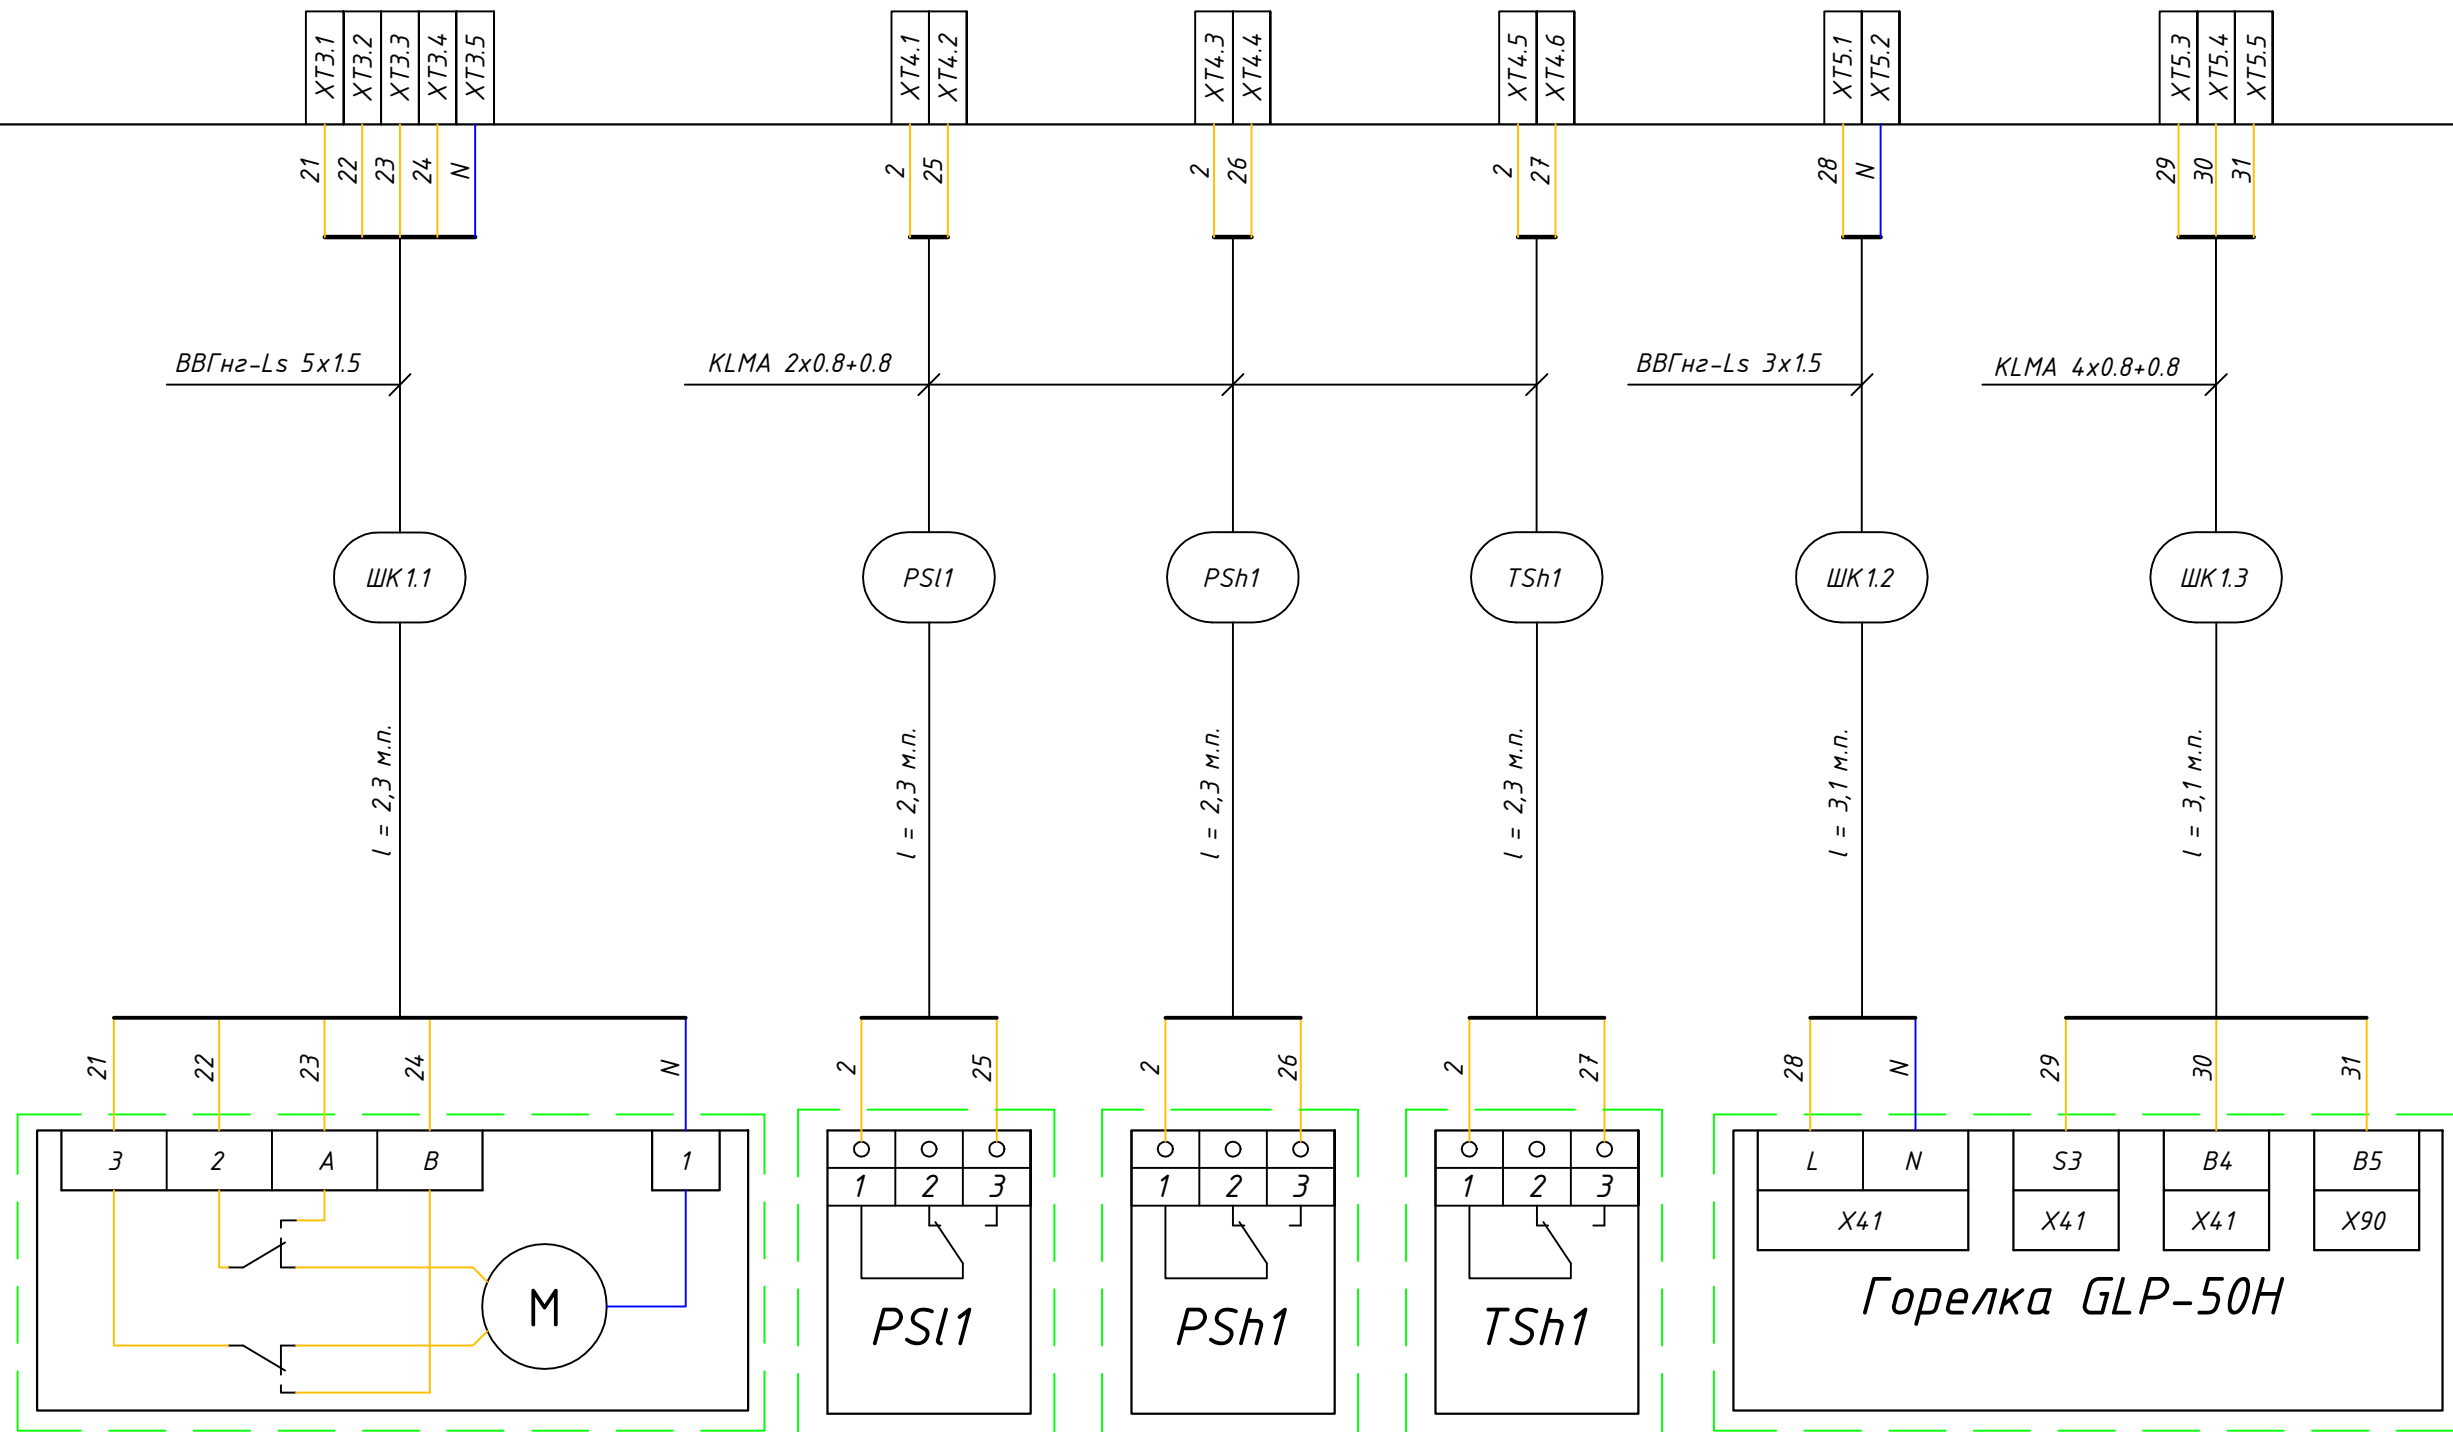 XT3.1 XT3.2 XT3.3 XT3.4 XT3.5 XT4.1 XT4.2 XT4.3 XT4.4 XT4.5 XT4.6 XT5.1 XT5.2 XT5.3 XT5.4 XT5.5
21 22 23 24 N 2 25 2 26 2 27 28 N 29 30 31
ВВГнг-Ls 5x1.5 KLMA 2x0.8+0.8 ВВГнг-Ls 3x1.5 KLMA 4x0.8+0.8
ШК1.1 PSl1 PSh1 TSh1 ШК1.2 ШК1.3
l = 2,3 м.п. l = 2,3 м.п. l = 2,3 м.п. l = 2,3 м.п. l = 3,1 м.п. l = 3,1 м.п.
21 22 23 24 N 2 25 2 26 2 27 28 N 29 30 31
3 2 A B 1 L N S3 B4 B5
1 2 3 1 2 3 1 2 3
X41 X41 X41 X90
M PSl1 PSh1 TSh1 Горелка GLP-50H